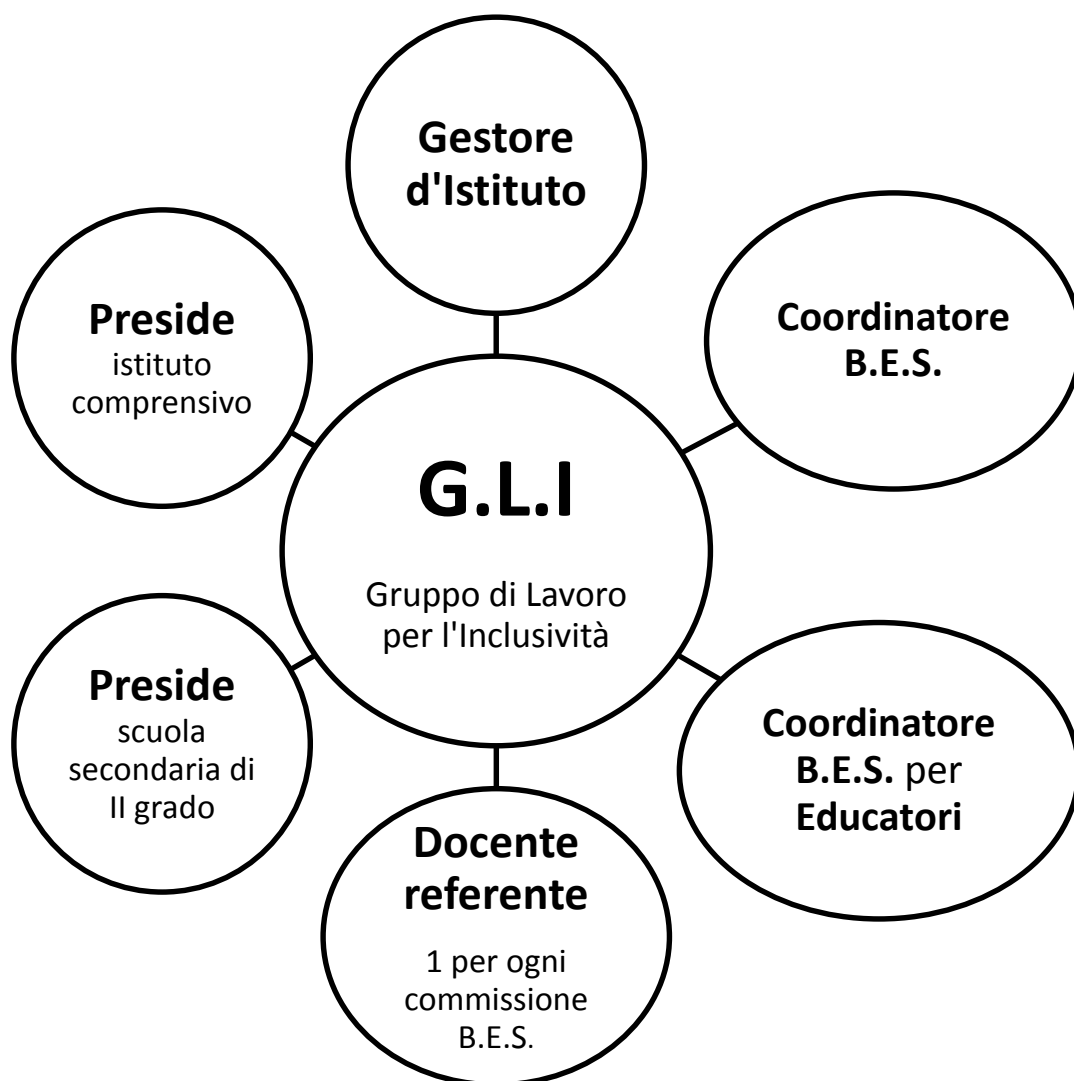 Gestore
d'Istituto
Preside
istituto
comprensivo
Coordinatore
B.E.S.
G.L.I
Gruppo di Lavoro
per l'Inclusività
Preside
scuola
secondaria di
II grado
Coordinatore
B.E.S. per
Educatori
Docente
referente
1 per ogni
commissione
B.E.S.